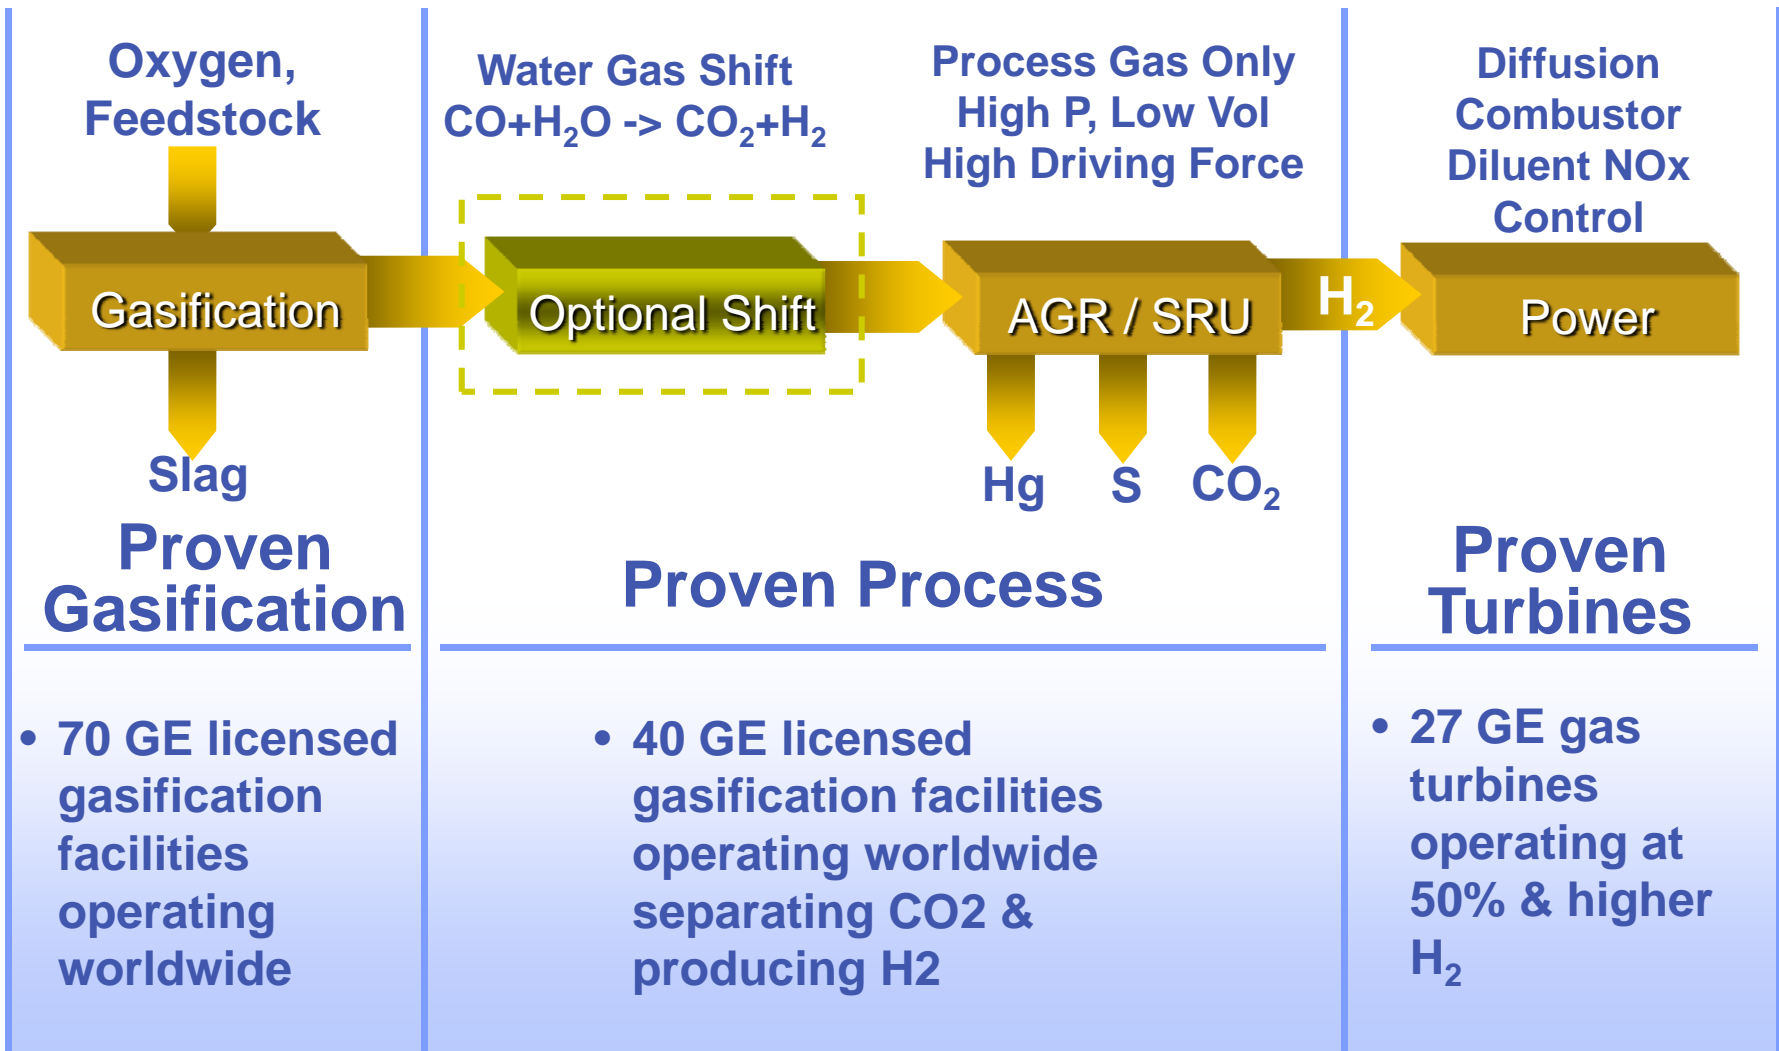 Oxygen,
Feedstock
Water Gas Shift
CO+H₂O -> CO₂+H₂
Process Gas Only
High P, Low Vol
High Driving Force
Diffusion
Combustor
Diluent NOx
Control
Gasification
Optional Shift
AGR / SRU
H₂
Power
Slag
Hg
S
CO₂
Proven
Gasification
Proven Process
Proven
Turbines
• 70 GE licensed
gasification
facilities
operating
worldwide
• 40 GE licensed
gasification facilities
operating worldwide
separating CO2 &
producing H2
• 27 GE gas
turbines
operating at
50% & higher
H₂